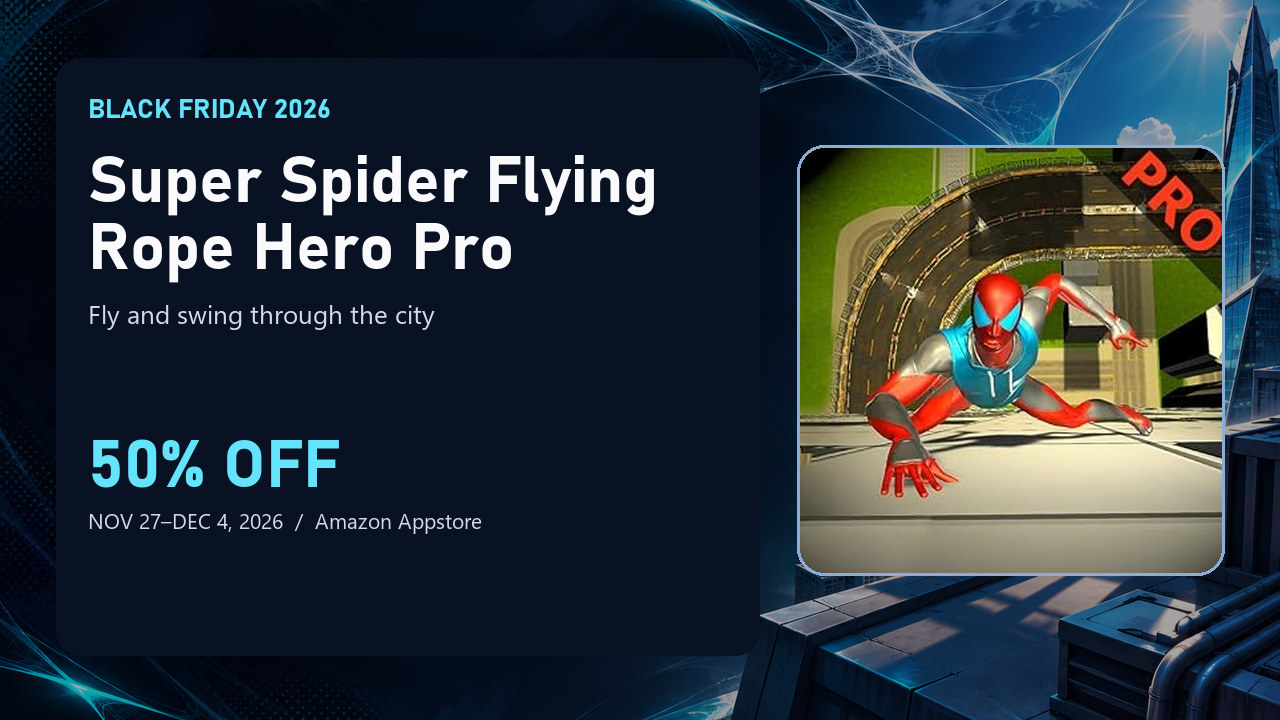 BLACK FRIDAY 2026
Super Spider Flying
Rope Hero Pro
Fly and swing through the city
50% OFF
NOV 27–DEC 4, 2026 / Amazon Appstore
PRO